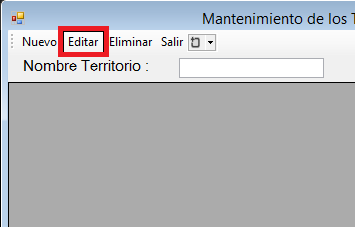 Mantenimiento de los
Nuevo Editar Eliminar Salir
Nombre Territorio :